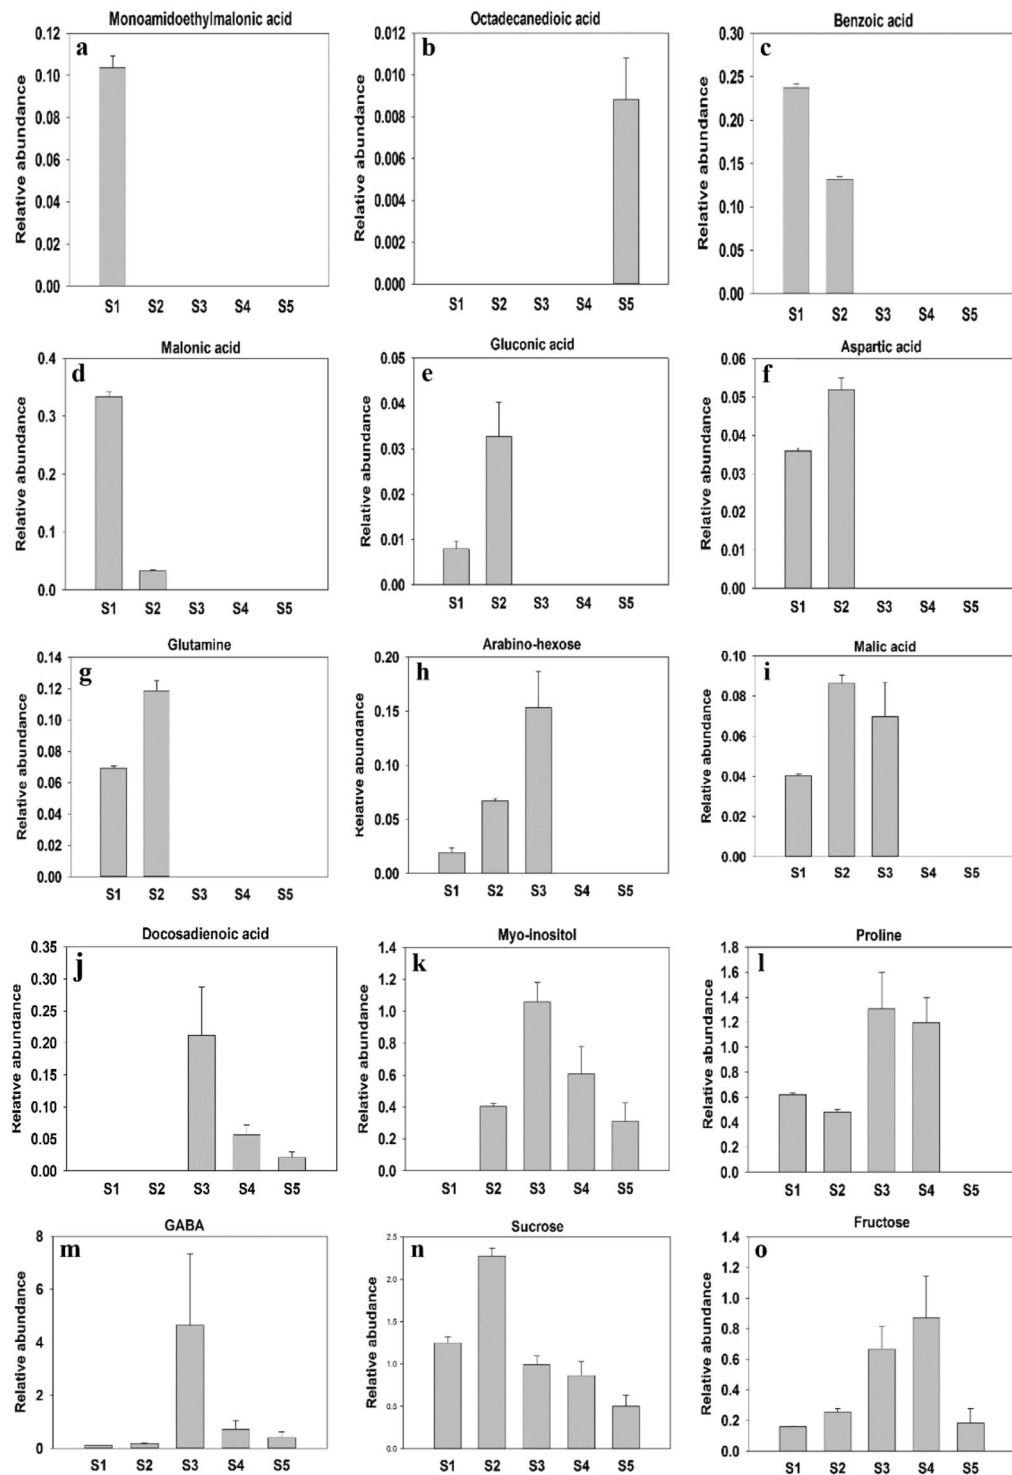 Monoamidoethylmalonic acid
a
Relative abundance
0.12
0.10
0.08
0.06
0.04
0.02
0.00
S1 S2 S3 S4 S5
Octadecanedioic acid
b
Relative abundance
0.012
0.010
0.008
0.006
0.004
0.002
0.000
S1 S2 S3 S4 S5
Benzoic acid
c
Relative abundance
0.30
0.25
0.20
0.15
0.10
0.05
0.00
S1 S2 S3 S4 S5
Malonic acid
d
Relative abundance
0.4
0.3
0.2
0.1
0.0
S1 S2 S3 S4 S5
Gluconic acid
e
Relative abundance
0.05
0.04
0.03
0.02
0.01
0.00
S1 S2 S3 S4 S5
Aspartic acid
f
Relative abundance
0.06
0.05
0.04
0.03
0.02
0.01
0.00
S1 S2 S3 S4 S5
Glutamine
g
Relative abundance
0.14
0.12
0.10
0.08
0.06
0.04
0.02
0.00
S1 S2 S3 S4 S5
Arabino-hexose
h
Relative abundance
0.20
0.15
0.10
0.05
0.00
S1 S2 S3 S4 S5
Malic acid
i
Relative abundance
0.10
0.08
0.06
0.04
0.02
0.00
S1 S2 S3 S4 S5
Docosadienoic acid
j
Relative abundance
0.35
0.30
0.25
0.20
0.15
0.10
0.05
0.00
S1 S2 S3 S4 S5
Myo-inositol
k
Relative abundance
1.4
1.2
1.0
0.8
0.6
0.4
0.2
0.0
S1 S2 S3 S4 S5
Proline
l
Relative abundance
1.8
1.6
1.4
1.2
1.0
0.8
0.6
0.4
0.2
0.0
S1 S2 S3 S4 S5
GABA
m
Relative abundance
8
6
4
2
0
S1 S2 S3 S4 S5
Sucrose
n
Relative abudance
2.5
2.0
1.5
1.0
0.5
0.0
S1 S2 S3 S4 S5
Fructose
o
Relative abundance
1.4
1.2
1.0
0.8
0.6
0.4
0.2
0.0
S1 S2 S3 S4 S5